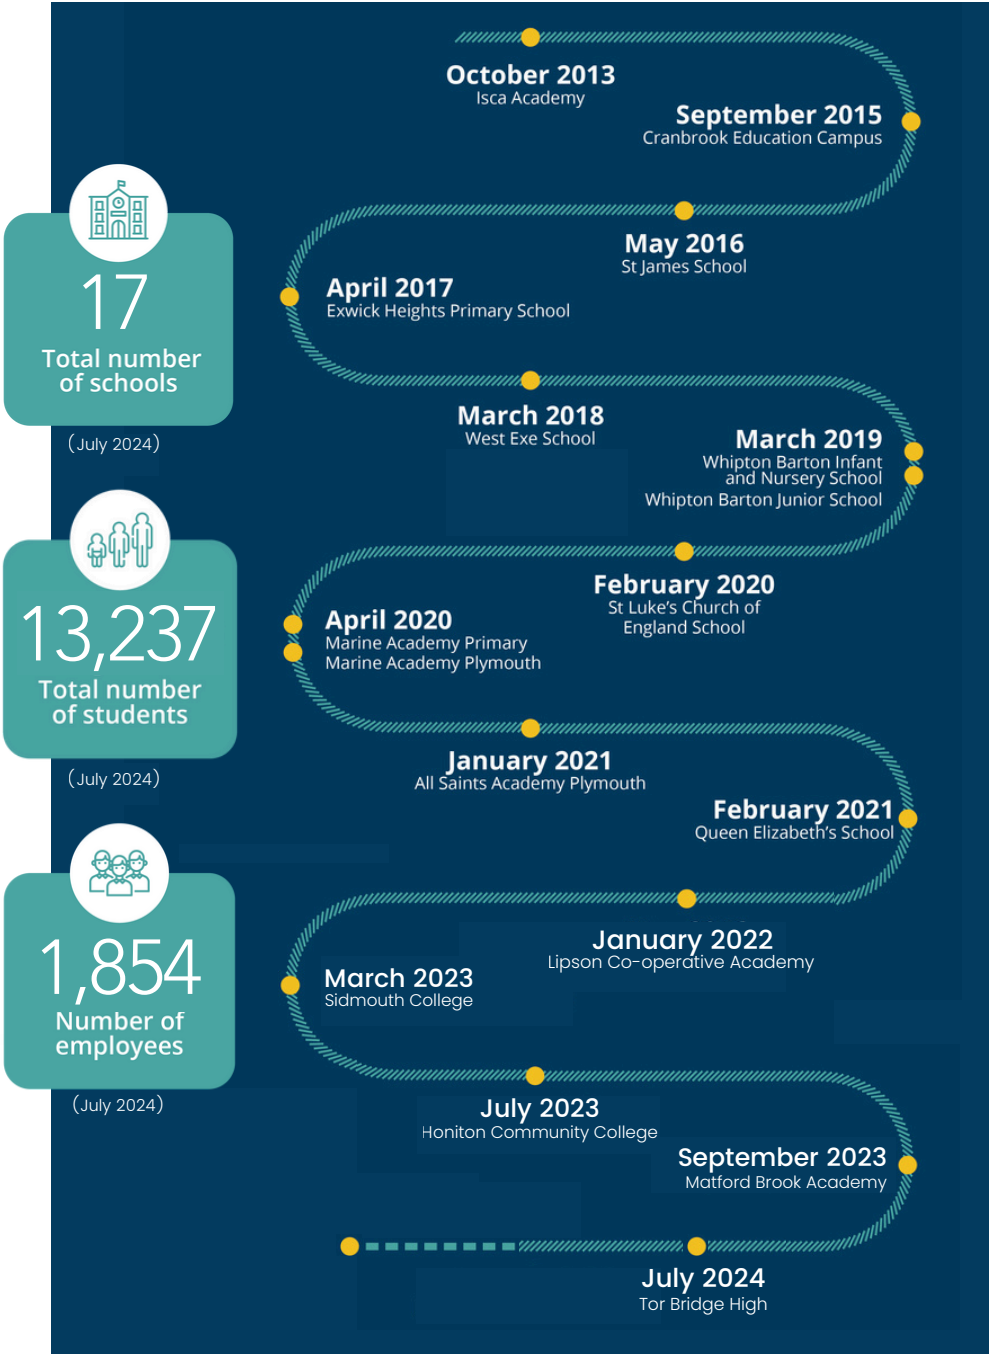 October 2013
Isca Academy
September 2015
Cranbrook Education Campus
May 2016
St James School
April 2017
Exwick Heights Primary School
March 2018
West Exe School
March 2019
Whipton Barton Infant
and Nursery School
Whipton Barton Junior School
February 2020
St Luke’s Church of
England School
April 2020
Marine Academy Primary
Marine Academy Plymouth
January 2021
All Saints Academy Plymouth
February 2021
Queen Elizabeth’s School
January 2022
Lipson Co-operative Academy
March 2023
Sidmouth College
July 2023
Honiton Community College
September 2023
Matford Brook Academy
July 2024
Tor Bridge High
17
Total number
of schools
(July 2024)
13,237
Total number
of students
(July 2024)
1,854
Number of
employees
(July 2024)